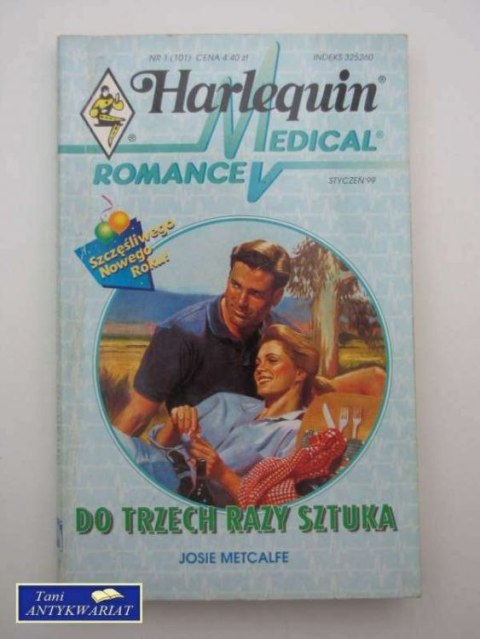 NR 1 (101) CENA 4.40 zł INDEKS 325260
Harlequin®
MEDICAL®
ROMANCE
STYCZEŃ'99
Szczęśliwego
Nowego
Roku!
DO TRZECH RAZY SZTUKA
JOSIE METCALFE
Tani
ANTYKWARIAT